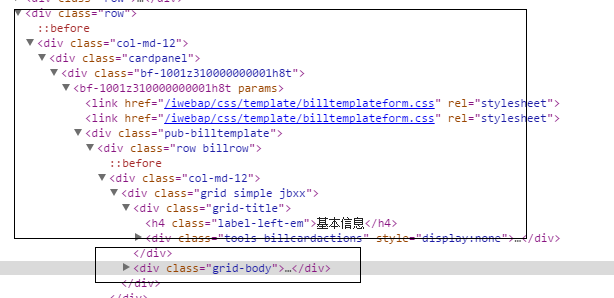 <div class="row">…</div>
▼<div class="row">
::before
▼<div class="col-md-12">
▼<div class="cardpanel">
▼<div class="bf-1001z310000000001h8t">
▼<bf-1001z310000000001h8t params>
<link href="/iwebap/css/template/billtemplateform.css" rel="stylesheet">
<link href="/iwebap/css/template/billtemplateform.css" rel="stylesheet">
▼<div class="pub-billtemplate">
▼<div class="row billrow">
::before
▼<div class="col-md-12">
▼<div class="grid simple jbxx">
▼<div class="grid-title">
<h4 class="label-left-em">基本信息</h4>
▶<div class="tools billcardactions" style="display:none">…</div>
</div>
▶<div class="grid-body">…</div>
</div>
</div>